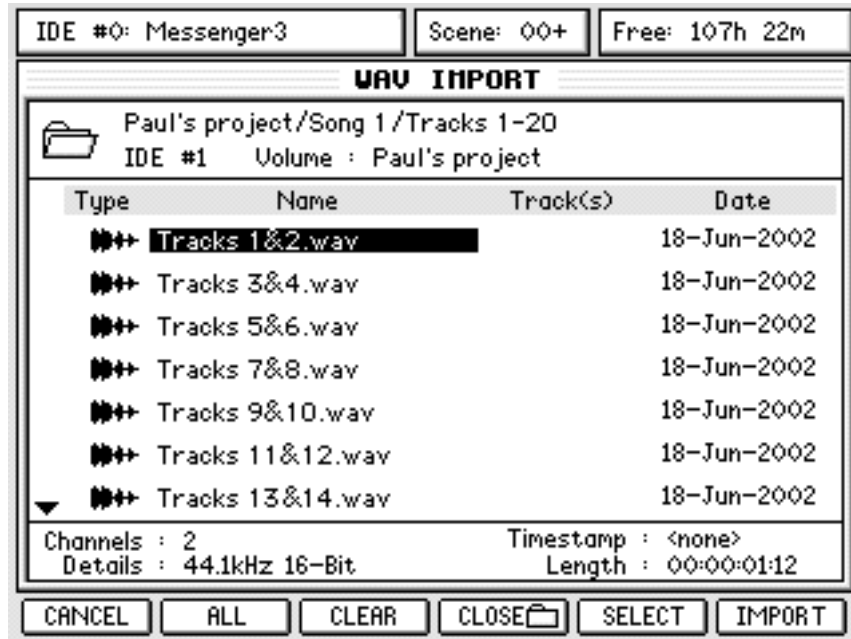 IDE #0: Messenger3 Scene: 00+ Free: 107h 22m
WAV IMPORT
Paul's project/Song 1/Tracks 1-20
IDE #1 Volume : Paul's project
Type Name Track(s) Date
Tracks 1&2.wav 18-Jun-2002
Tracks 3&4.wav 18-Jun-2002
Tracks 5&6.wav 18-Jun-2002
Tracks 7&8.wav 18-Jun-2002
Tracks 9&10.wav 18-Jun-2002
Tracks 11&12.wav 18-Jun-2002
Tracks 13&14.wav 18-Jun-2002
Channels : 2 Timestamp : <none>
Details : 44.1kHz 16-Bit Length : 00:00:01:12
CANCEL ALL CLEAR CLOSE SELECT IMPORT